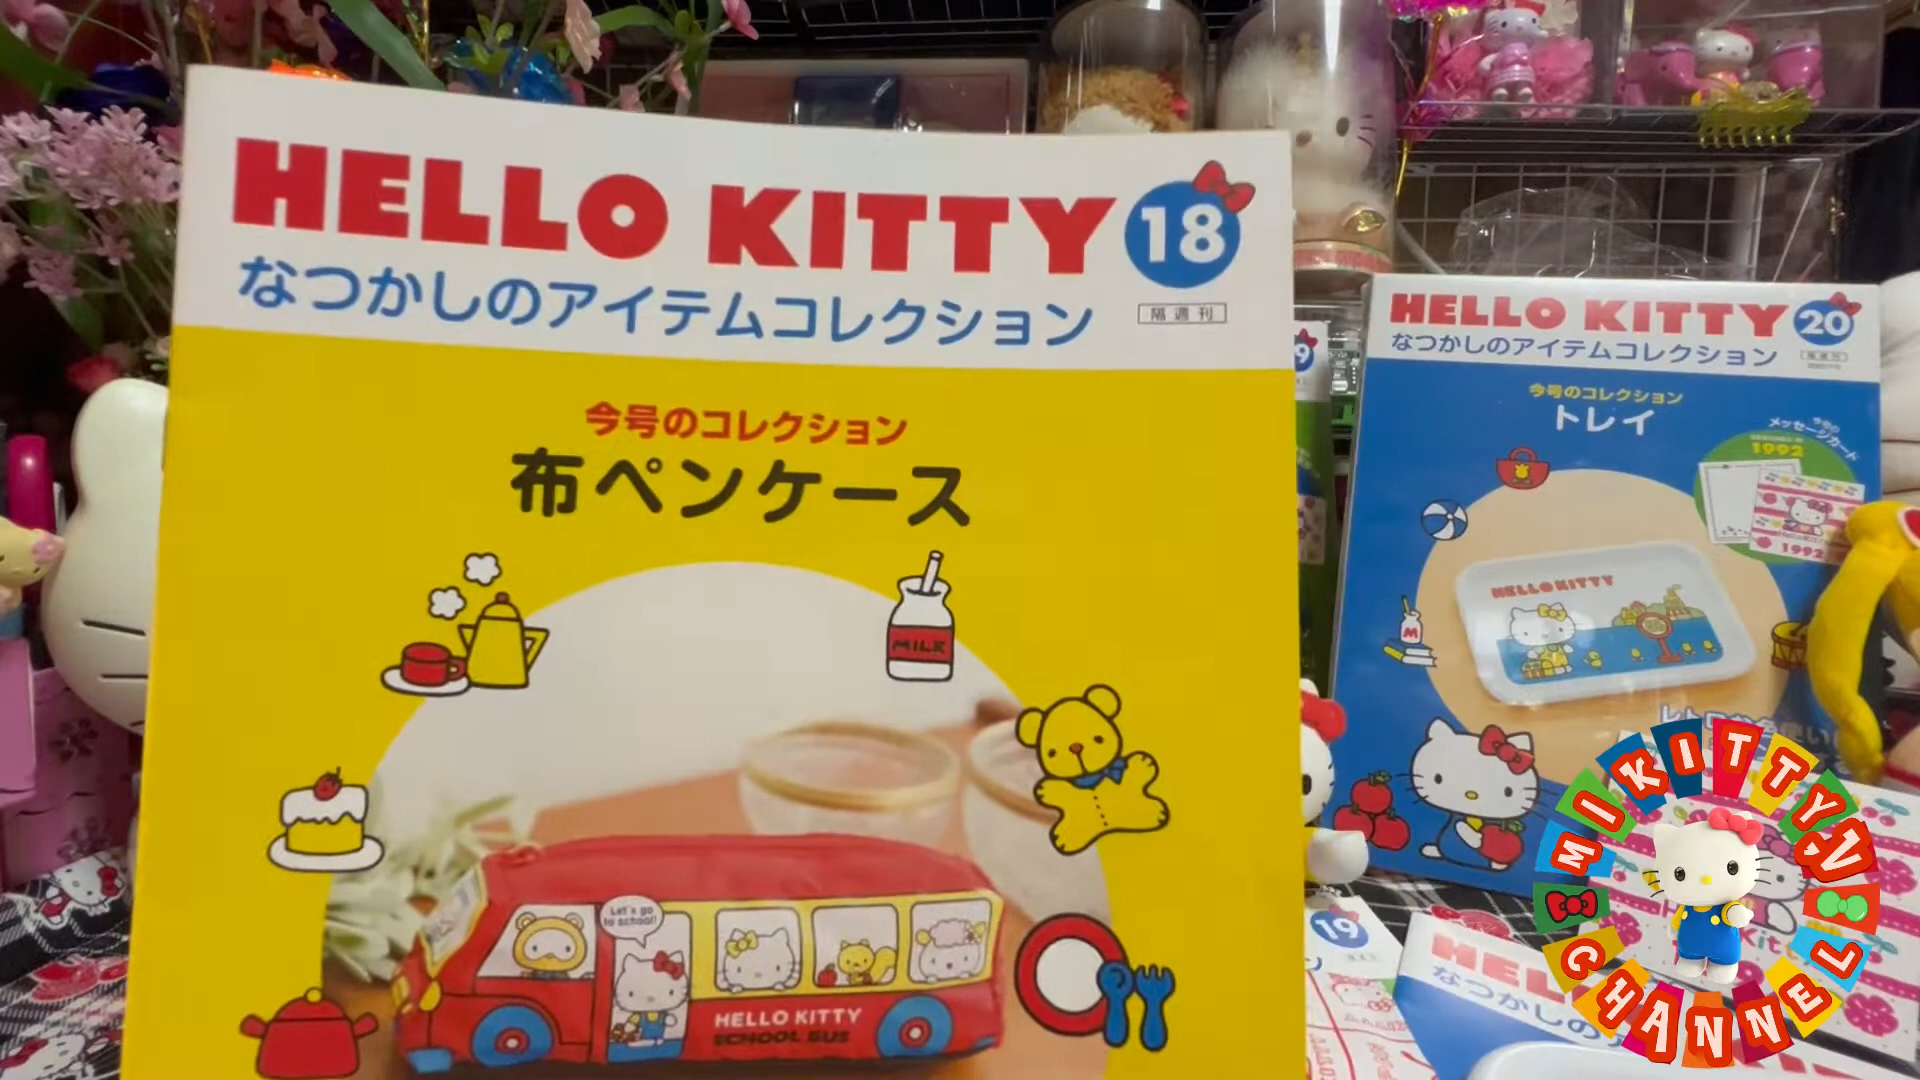 HELLO KITTY 18
なつかしのアイテムコレクション
隔週刊
今号のコレクション
布ペンケース
MILK
Let's go to school!
HELLO KITTY
SCHOOL BUS
HELLO KITTY 20
なつかしのアイテムコレクション
今号のコレクション
トレイ
今号の
メッセージカード
1992
1992
HELLO KITTY
M
19
なつかしの
MIKITTY,V
CHANNEL